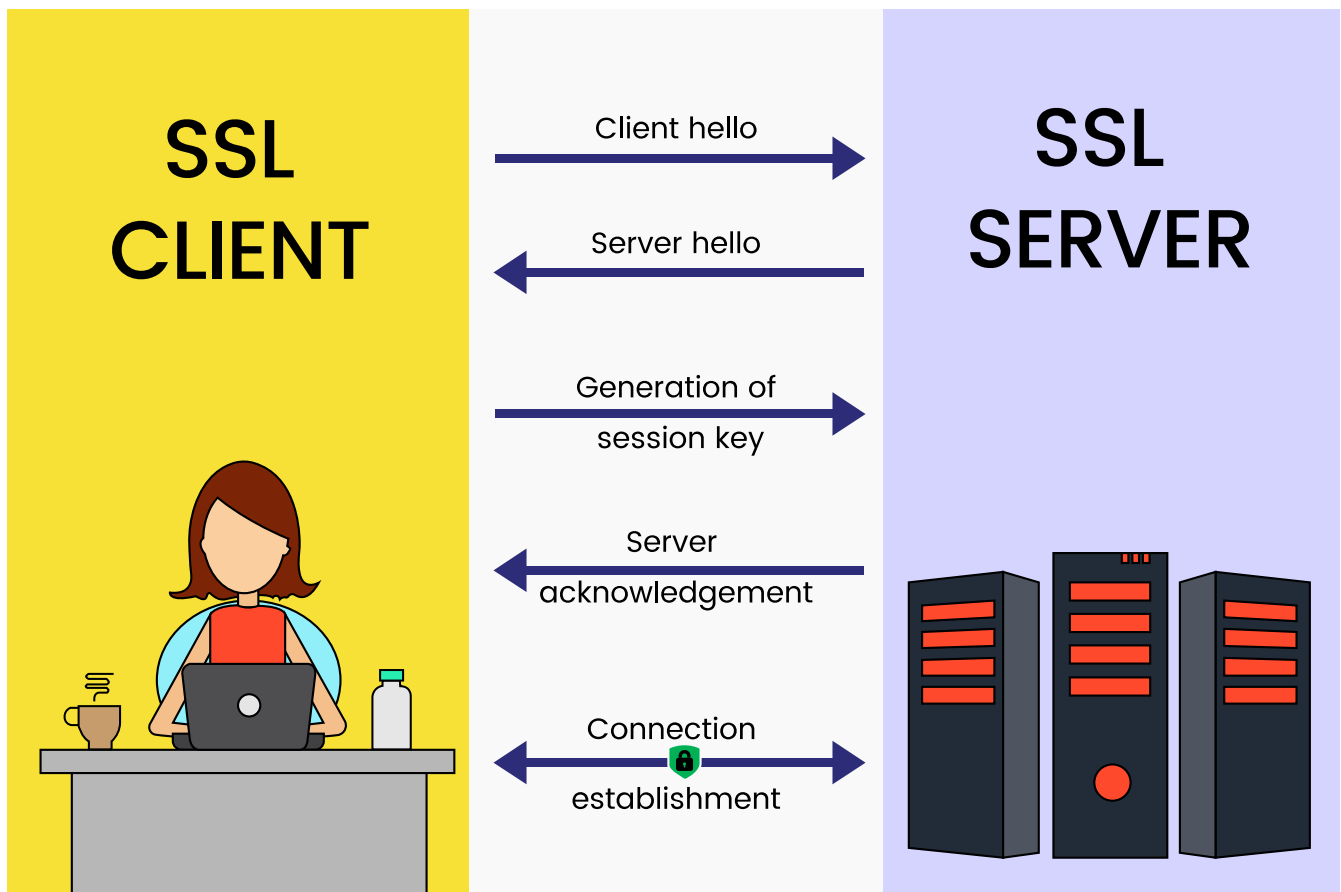 SSL
CLIENT
Client hello
Server hello
Generation of
session key
Server
acknowledgement
Connection
establishment
SSL
SERVER